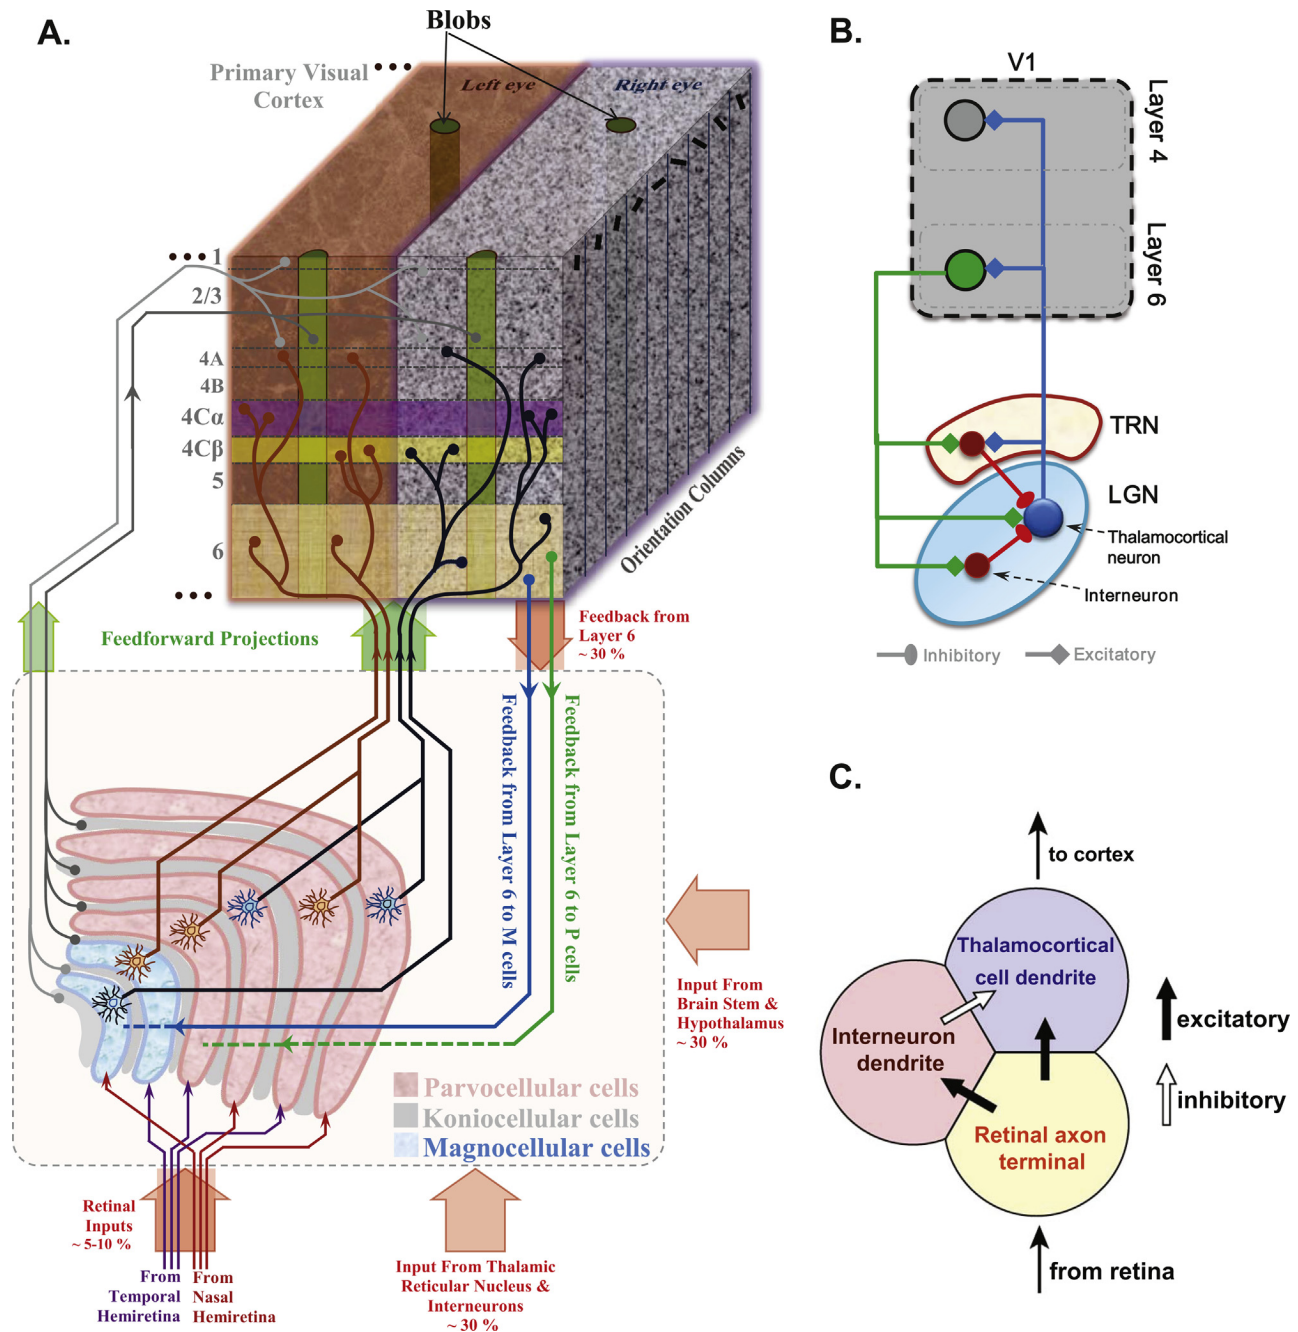 A.
Blobs
Primary Visual
Cortex
Left eye
Right eye
1
2/3
4A
4B
4Cα
4Cβ
5
6
Orientation Columns
Feedforward Projections
Feedback from
Layer 6
~ 30 %
Feedback from Layer 6 to M cells
Feedback from Layer 6 to P cells
Input From
Brain Stem &
Hypothalamus
~ 30 %
Parvocellular cells
Koniocellular cells
Magnocellular cells
Retinal
Inputs
~ 5-10 %
From
Temporal
Hemiretina
From
Nasal
Hemiretina
Input From Thalamic
Reticular Nucleus &
Interneurons
~ 30 %
B.
V1
Layer 4
Layer 6
TRN
LGN
Thalamocortical
neuron
Interneuron
Inhibitory
Excitatory
C.
to cortex
Thalamocortical
cell dendrite
Interneuron
dendrite
Retinal axon
terminal
excitatory
inhibitory
from retina